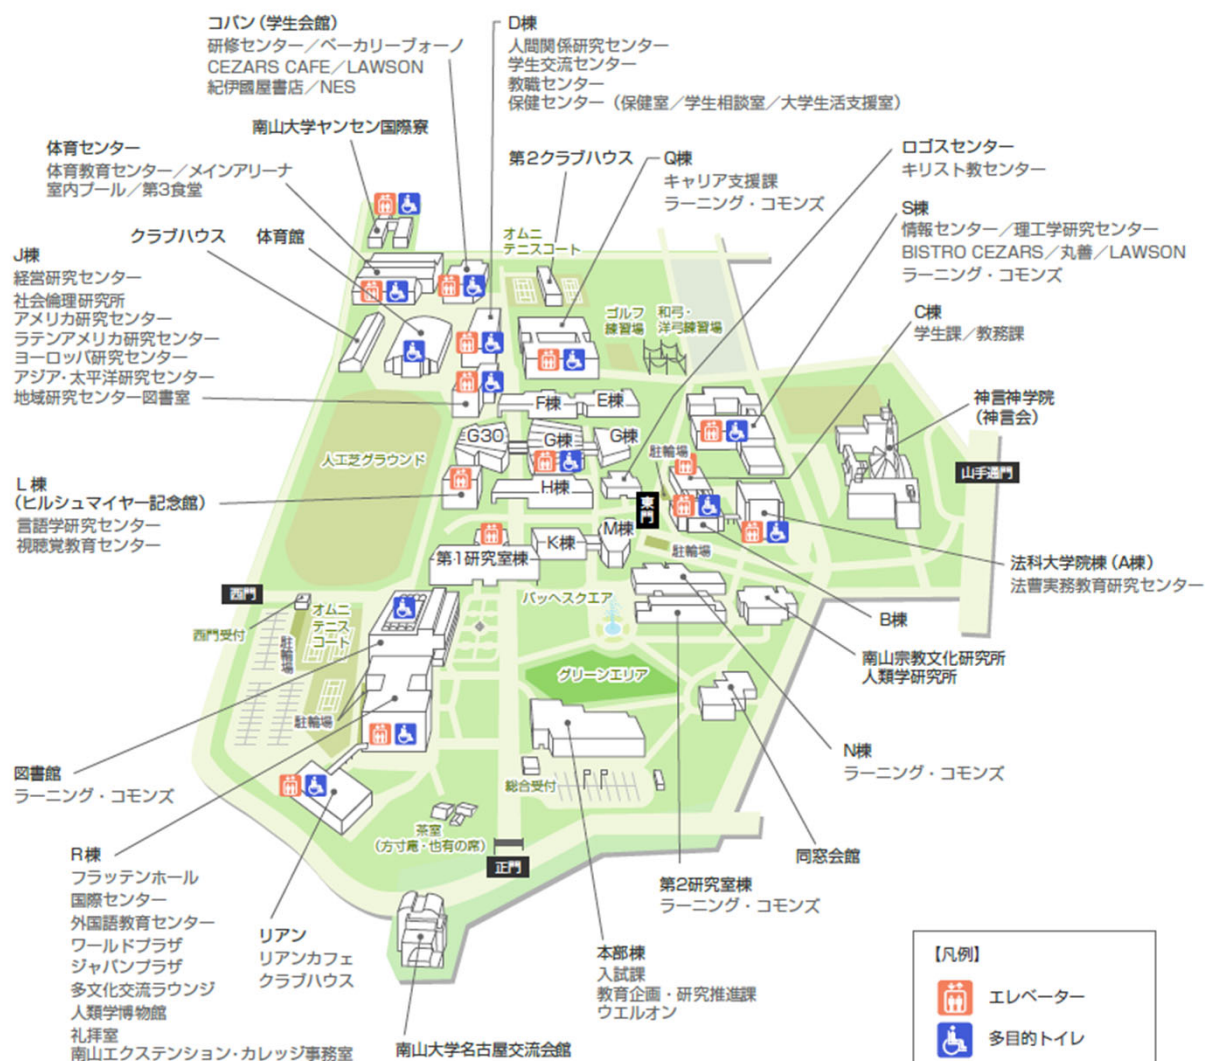 コパン（学生会館）
研修センター／ベーカリーブォーノ
CEZARS CAFE／LAWSON
紀伊國屋書店／NES
D棟
人間関係研究センター
学生交流センター
教職センター
保健センター（保健室／学生相談室／大学生活支援室）
南山大学ヤンセン国際寮
体育センター
体育教育センター／メインアリーナ
室内プール／第3食堂
第2クラブハウス
Q棟
キャリア支援課
ラーニング・コモンズ
ロゴスセンター
キリスト教センター
S棟
情報センター／理工学研究センター
BISTRO CEZARS／丸善／LAWSON
ラーニング・コモンズ
クラブハウス
体育館
オムニ
テニスコート
J棟
経営研究センター
社会倫理研究所
アメリカ研究センター
ラテンアメリカ研究センター
ヨーロッパ研究センター
アジア・太平洋研究センター
地域研究センター図書室
ゴルフ
練習場
和弓・
洋弓練習場
C棟
学生課／教務課
神言神学院
（神言会）
F棟
E棟
G30
G棟
G棟
駐輪場
人工芝グラウンド
山手通門
L棟
（ヒルシュマイヤー記念館）
言語学研究センター
視聴覚教育センター
H棟
東門
M棟
K棟
第1研究室棟
駐輪場
法科大学院棟（A棟）
法曹実務教育研究センター
西門
西門受付
オムニ
テニス
コート
駐輪場
パッヘスクエア
B棟
南山宗教文化研究所
人類学研究所
グリーンエリア
駐輪場
N棟
ラーニング・コモンズ
図書館
ラーニング・コモンズ
総合受付
茶室
（方寸庵・也有の席）
正門
同窓会館
R棟
フラッテンホール
国際センター
外国語教育センター
ワールドプラザ
ジャパンプラザ
多文化交流ラウンジ
人類学博物館
礼拝室
南山エクステンション・カレッジ事務室
リアン
リアンカフェ
クラブハウス
第2研究室棟
ラーニング・コモンズ
本部棟
入試課
教育企画・研究推進課
ウエルオン
南山大学名古屋交流会館
【凡例】
エレベーター
多目的トイレ